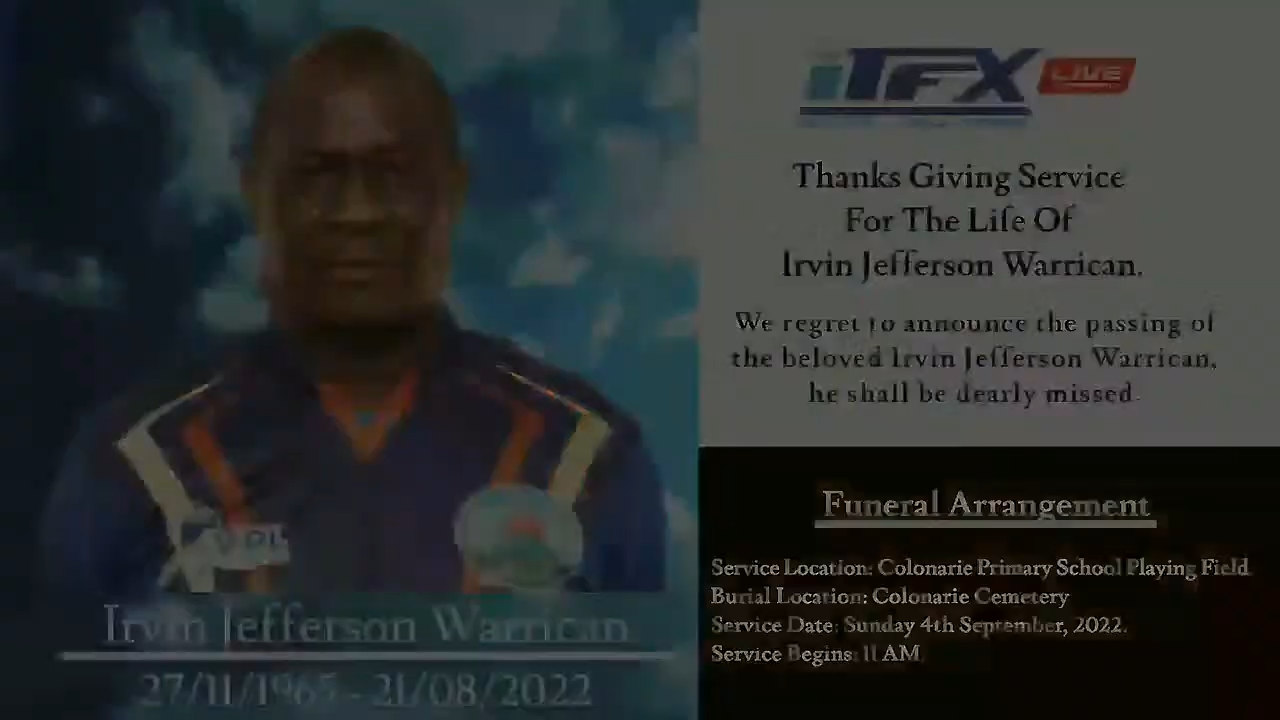 Irvin Jefferson Warrican
27/11/1965 - 21/08/2022
iTFX LIVE
Thanks Giving Service
For The Life Of
Irvin Jefferson Warrican.
We regret to announce the passing of
the beloved Irvin Jefferson Warrican,
he shall be dearly missed.
Funeral Arrangement
Service Location: Colonarie Primary School Playing Field
Burial Location: Colonarie Cemetery
Service Date: Sunday 4th September, 2022.
Service Begins: 11 AM